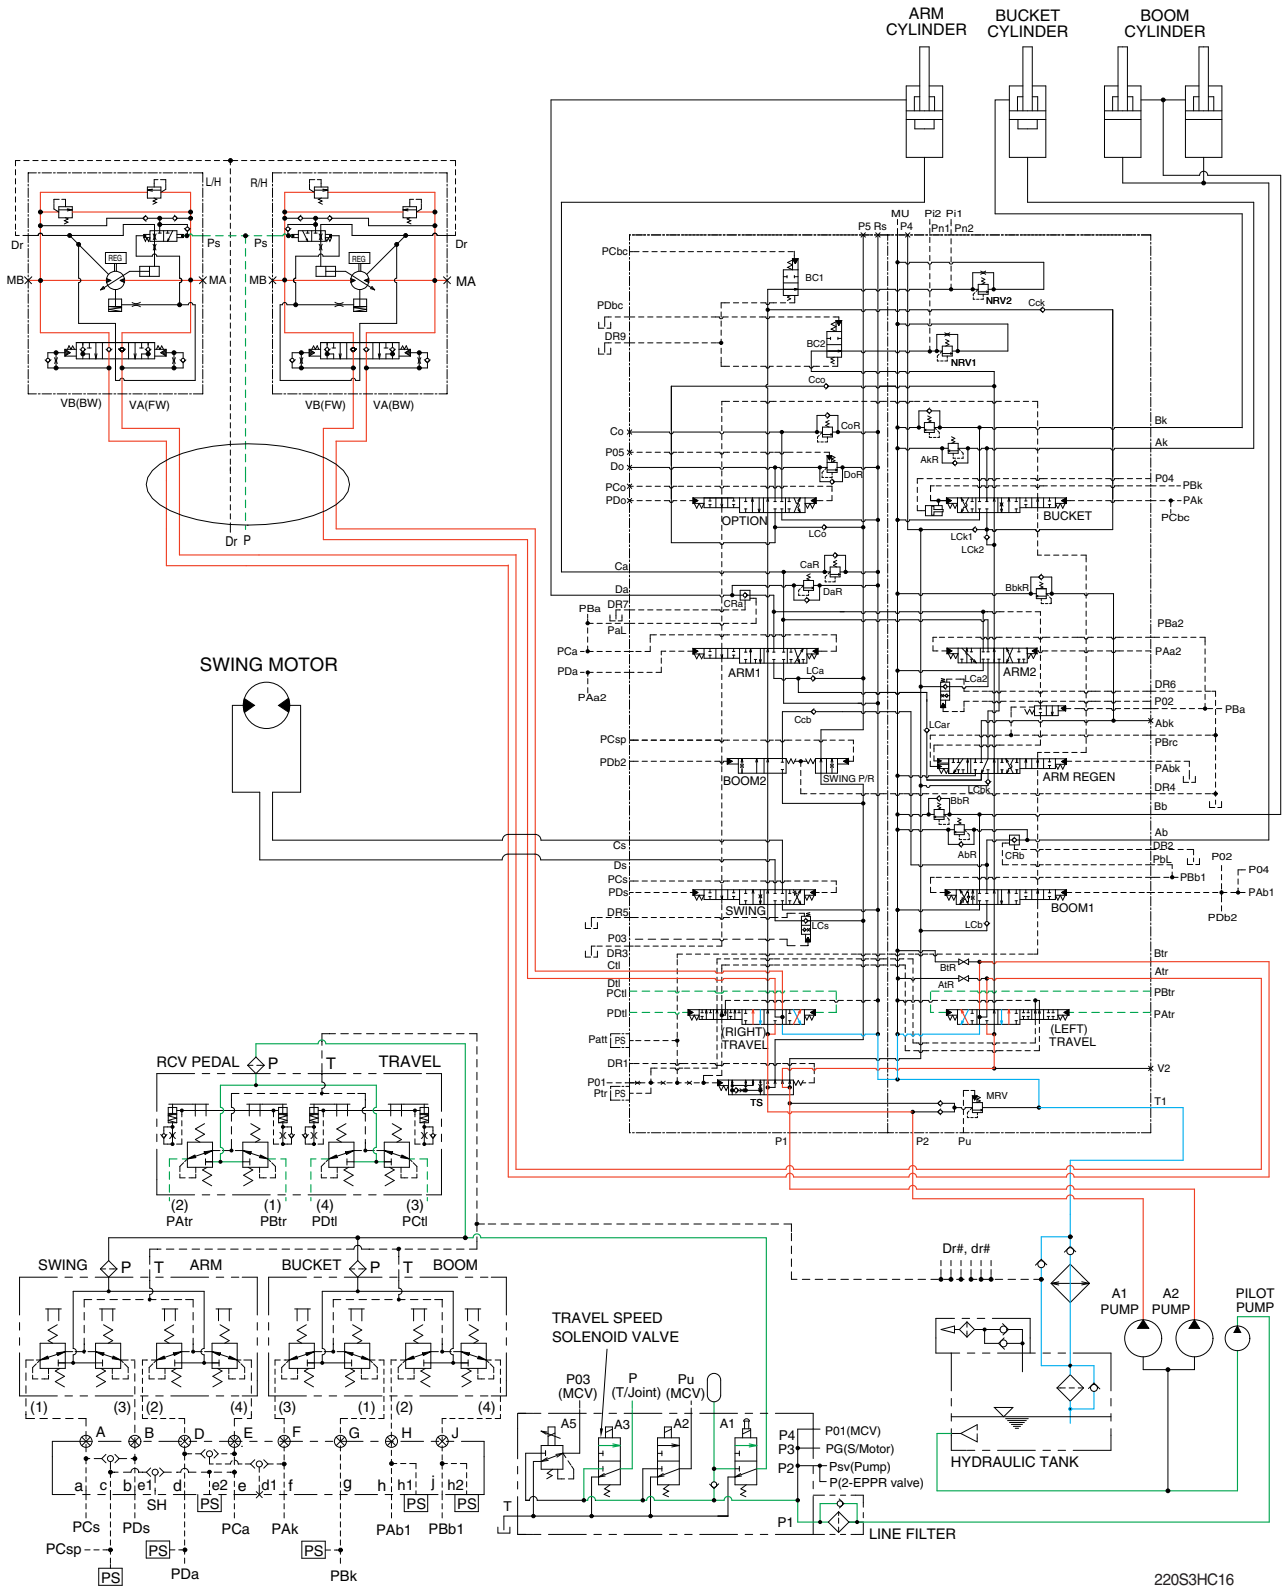 ARM
CYLINDER
BUCKET
CYLINDER
BOOM
CYLINDER
L/H
R/H
Dr
Ps
Ps
Dr
REG
REG
MB
MA
MB
MA
VB(BW)
VA(FW)
VB(FW)
VA(BW)
Dr P
SWING MOTOR
P5 Rs
MU
P4
Pi2 Pi1
Pn1 Pn2
PCbc
BC1
NRV2
Cck
PDbc
DR9
BC2
NRV1
Cco
Co
CoR
P05
Do
DoR
PCo
PDo
OPTION
LCo
Bk
Ak
AkR
P04
PBk
PAk
PCbc
BUCKET
LCk1
LCk2
Ca
CaR
Da
DaR
PBa
DR7
CRa
PaL
PCa
PDa
ARM1
PAa2
LCa
BbkR
PBa2
PAa2
ARM2
LCa2
DR6
P02
PBa
Abk
LCar
Ccb
PCsp
PDb2
BOOM2
SWING P/R
PBrc
PAbk
ARM REGEN
LCbk
DR4
BbR
Bb
AbR
CRb
Ab
DR2
PbL
PBb1
P02
P04
PAb1
PDb2
BOOM1
LCb
Cs
Ds
PCs
PDs
SWING
DR5
LCs
P03
DR3
Ctl
Dtl
PCtl
PDtl
(RIGHT)
TRAVEL
Patt PS
DR1
P01
Ptr PS
TS
BtR
Btr
AtR
Atr
PBtr
PAtr
(LEFT)
TRAVEL
V2
MRV
T1
P1
P2
Pu
RCV PEDAL
P
T
TRAVEL
(2)
(1)
(4)
(3)
PAtr
PBtr
PDtl
PCtl
SWING
P
T
ARM
BUCKET
P
T
BOOM
(1)
(3)
(2)
(4)
(3)
(1)
(2)
(4)
A
B
D
E
F
G
H
J
a
c
b
e1
d
e2
e
d1
f
g
h
h1
j
h2
SH
PS
PS
PS
PCs
PDs
PCa
PAk
PAb1
PBb1
PCsp
PS
PDa
PS
PBk
PS
TRAVEL SPEED
SOLENOID VALVE
P03
(MCV)
P
(T/Joint)
Pu
(MCV)
A5
A3
A2
A1
P4
P01(MCV)
P3
PG(S/Motor)
P2
Psv(Pump)
P(2-EPPR valve)
T
P1
LINE FILTER
Dr#, dr#
A1
PUMP
A2
PUMP
PILOT
PUMP
HYDRAULIC TANK
220S3HC16